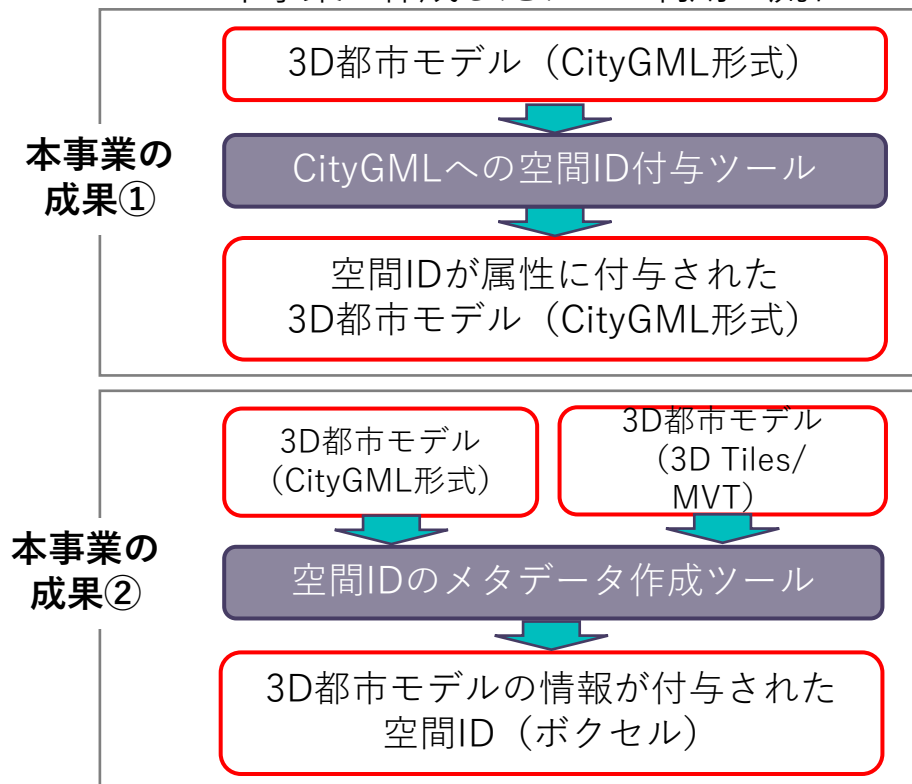 3D都市モデル（CityGML形式）
本事業の
成果①
CityGMLへの空間ID付与ツール
空間IDが属性に付与された
3D都市モデル（CityGML形式）
3D都市モデル
（CityGML形式）
3D都市モデル
（3D Tiles/
MVT）
本事業の
成果②
空間IDのメタデータ作成ツール
3D都市モデルの情報が付与された
空間ID（ボクセル）